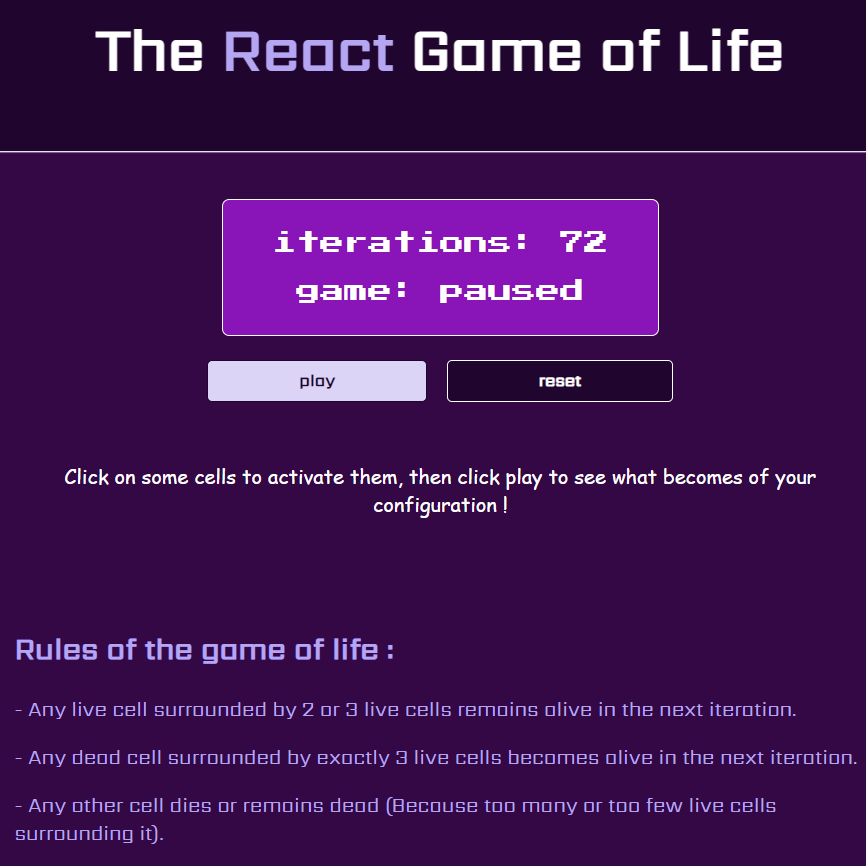 The React Game of Life
iterations: 72
game: paused
play
reset
Click on some cells to activate them, then click play to see what becomes of your
configuration !
Rules of the game of life :
- Any live cell surrounded by 2 or 3 live cells remains alive in the next iteration.
- Any dead cell surrounded by exactly 3 live cells becomes alive in the next iteration.
- Any other cell dies or remains dead (Because too many or too few live cells
surrounding it).